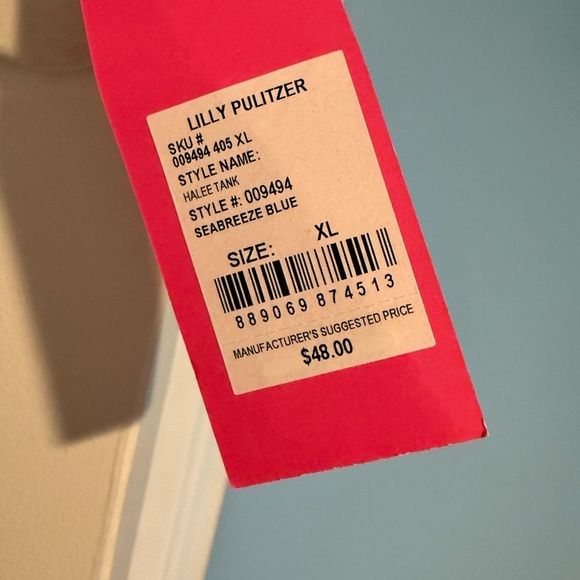 LILLY PULITZER
SKU #
009494 405 XL
STYLE NAME:
HALEE TANK
STYLE #: 009494
SEABREEZE BLUE
SIZE: XL
889069 874513
MANUFACTURER'S SUGGESTED PRICE
$48.00